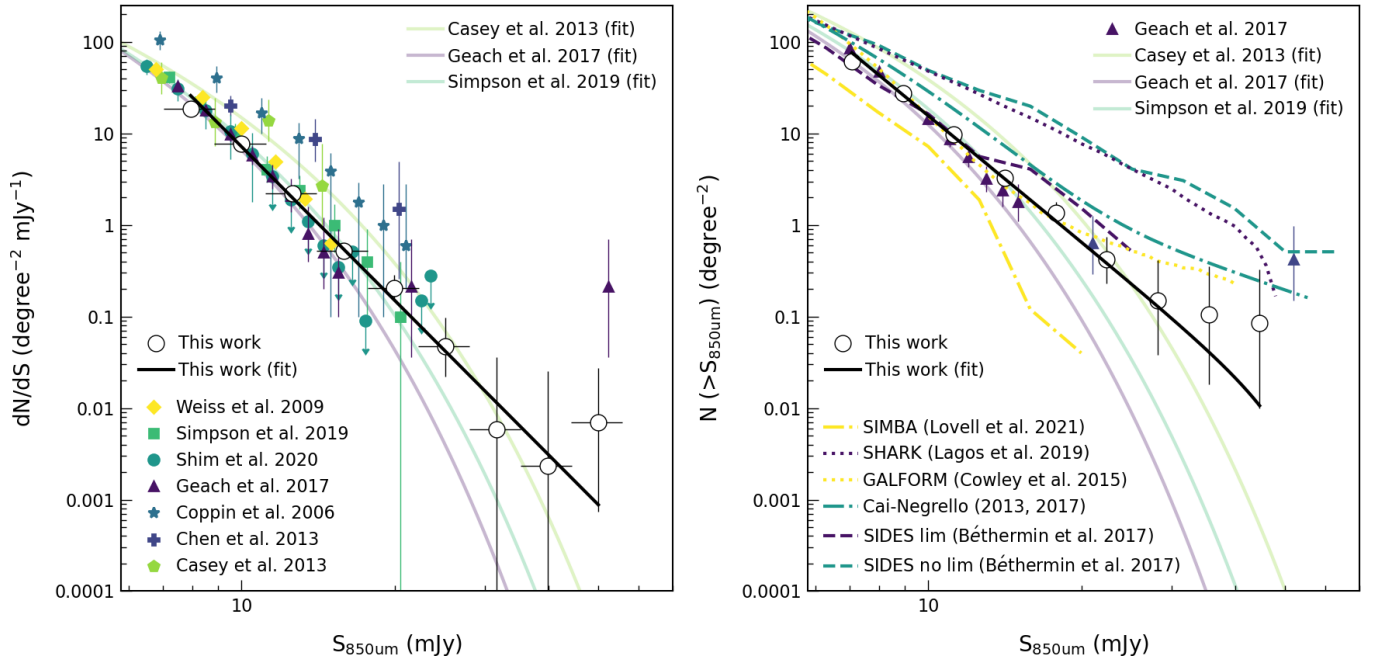 dN/dS (degree⁻² mJy⁻¹)
100
10
1
0.1
0.01
0.001
0.0001
10
S850um (mJy)
Casey et al. 2013 (fit)
Geach et al. 2017 (fit)
Simpson et al. 2019 (fit)
This work
This work (fit)
Weiss et al. 2009
Simpson et al. 2019
Shim et al. 2020
Geach et al. 2017
Coppin et al. 2006
Chen et al. 2013
Casey et al. 2013
N (>S850um) (degree⁻²)
100
10
1
0.1
0.01
0.001
0.0001
10
S850um (mJy)
Geach et al. 2017
Casey et al. 2013 (fit)
Geach et al. 2017 (fit)
Simpson et al. 2019 (fit)
This work
This work (fit)
SIMBA (Lovell et al. 2021)
SHARK (Lagos et al. 2019)
GALFORM (Cowley et al. 2015)
Cai-Negrello (2013, 2017)
SIDES lim (Béthermin et al. 2017)
SIDES no lim (Béthermin et al. 2017)